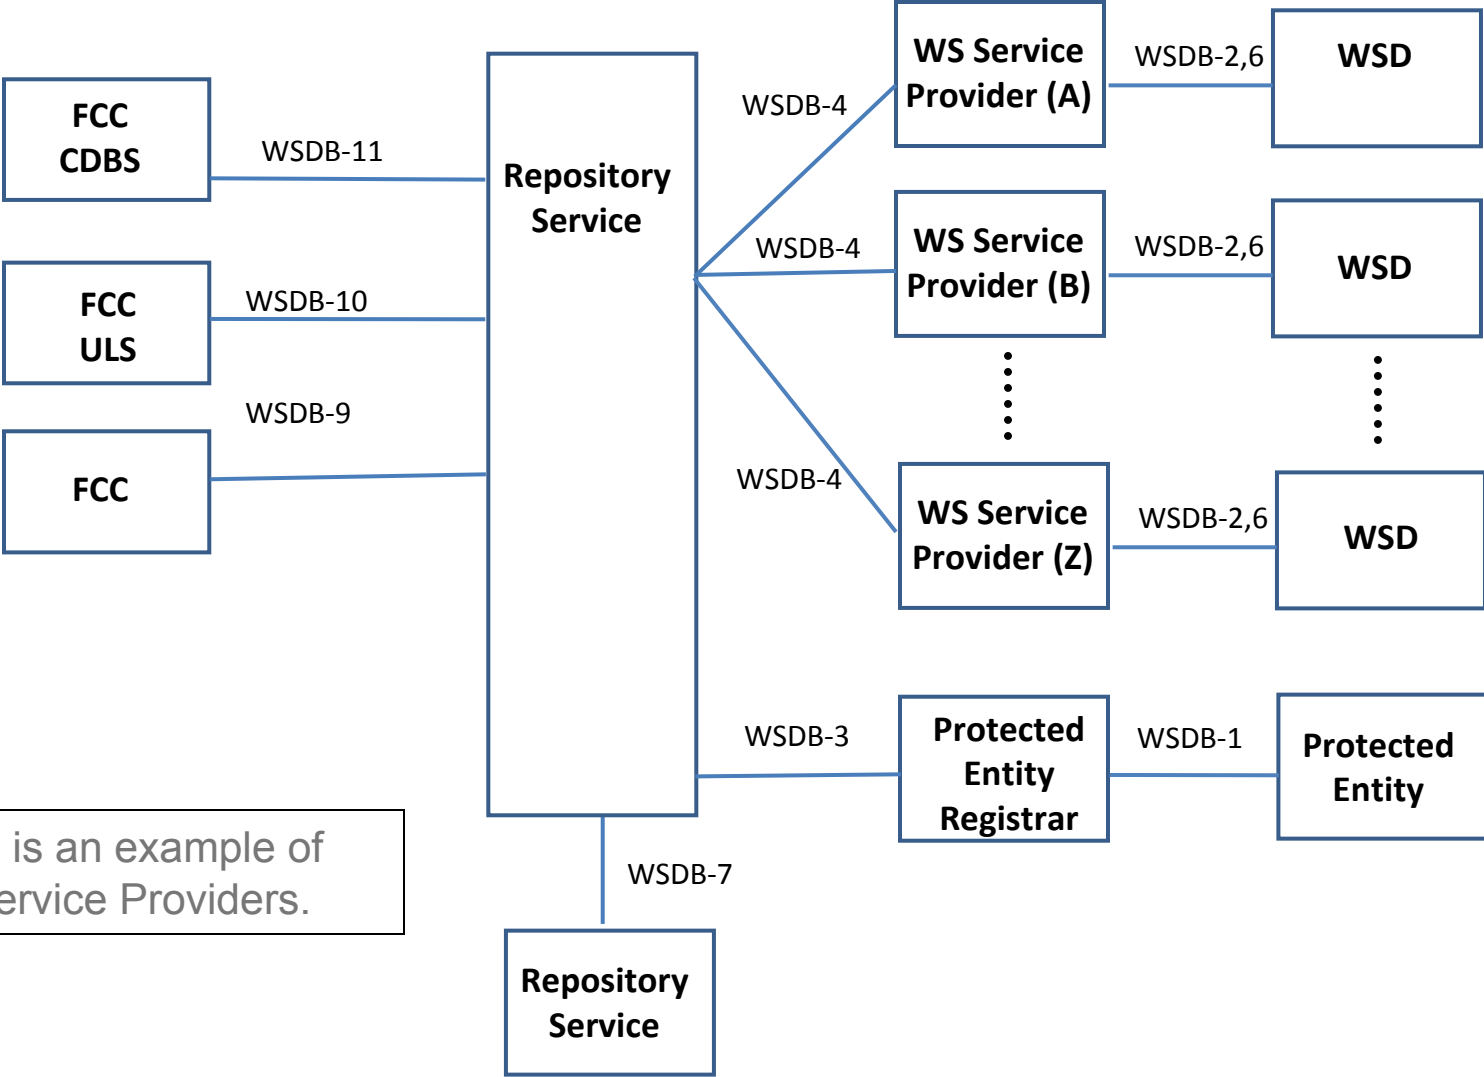 FCC
CDBS
WSDB-11
FCC
ULS
WSDB-10
WSDB-9
FCC
Repository
Service
WSDB-4
WS Service
Provider (A)
WSDB-2,6
WSD
WSDB-4
WS Service
Provider (B)
WSDB-2,6
WSD
WSDB-4
WS Service
Provider (Z)
WSDB-2,6
WSD
WSDB-3
Protected
Entity
Registrar
WSDB-1
Protected
Entity
is an example of
ervice Providers.
WSDB-7
Repository
Service